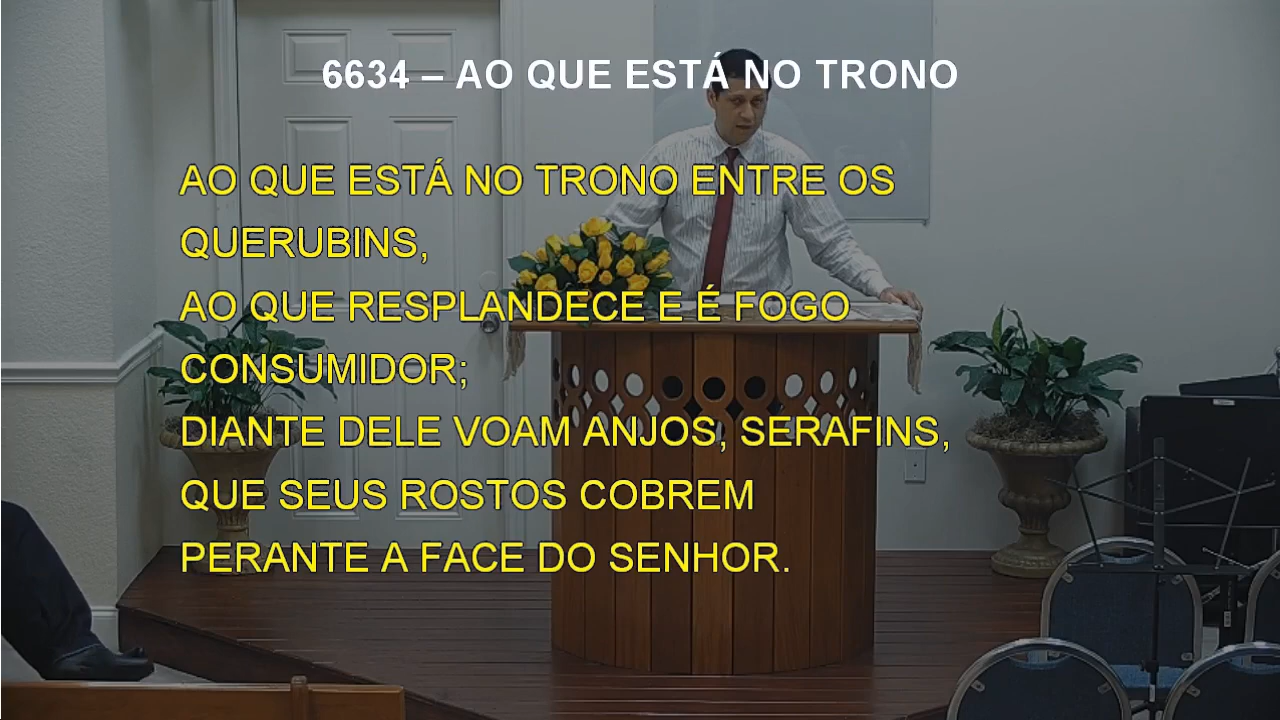 6634 – AO QUE ESTÁ NO TRONO
AO QUE ESTÁ NO TRONO ENTRE OS
QUERUBINS,
AO QUE RESPLANDECE E É FOGO
CONSUMIDOR;
DIANTE DELE VOAM ANJOS, SERAFINS,
QUE SEUS ROSTOS COBREM
PERANTE A FACE DO SENHOR.